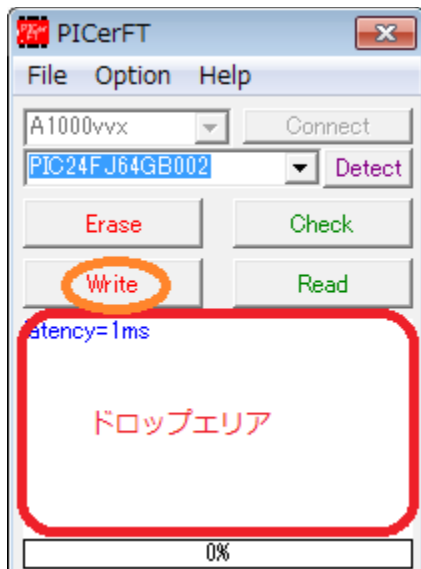 PICerFT
File Option Help
A1000vvx Connect
PIC24FJ64GB002 Detect
Erase Check
Write Read
latency=1ms
ドロップエリア
0%